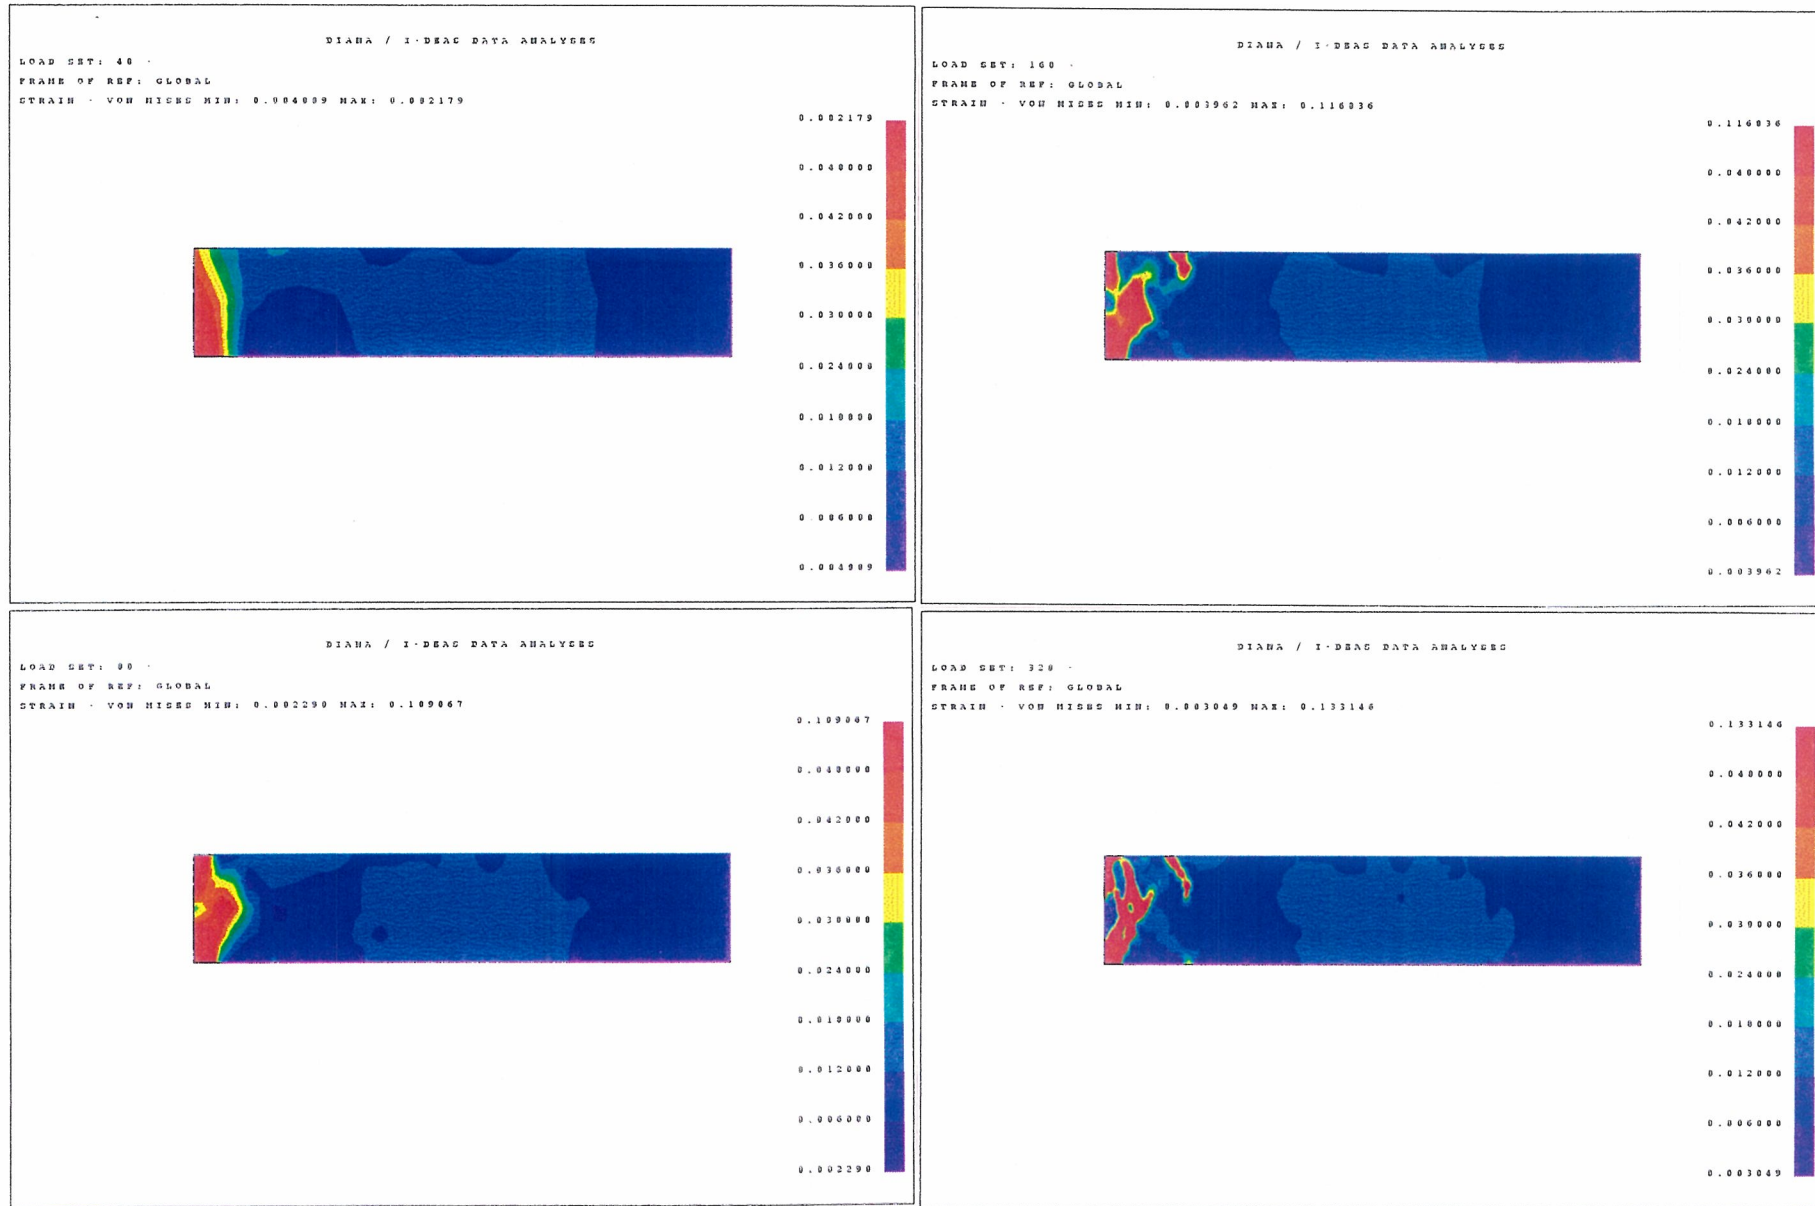 DIANA / I-DEAS DATA ANALYSES
LOAD SET: 40 -
FRAME OF REF: GLOBAL
STRAIN - VON MISES MIN: MAX: 0.082179
0.082179
0.048000
0.042000
0.036000
0.030000
0.024000
0.018000
0.012000
0.006000
DIANA / I-DEAS DATA ANALYSES
LOAD SET: 160 -
FRAME OF REF: GLOBAL
STRAIN - VON MISES MIN: 0.003962 MAX: 0.116036
0.116036
0.048000
0.042000
0.036000
0.030000
0.024000
0.018000
0.012000
0.006000
0.003962
DIANA / I-DEAS DATA ANALYSES
LOAD SET: 80 -
FRAME OF REF: GLOBAL
STRAIN - VON MISES MIN: 0.002290 MAX: 0.109067
0.109067
0.048000
0.042000
0.036000
0.030000
0.024000
0.018000
0.012000
0.006000
0.002290
DIANA / I-DEAS DATA ANALYSES
LOAD SET: 320 -
FRAME OF REF: GLOBAL
STRAIN - VON MISES MIN: 0.003049 MAX: 0.133146
0.133146
0.048000
0.042000
0.036000
0.030000
0.024000
0.018000
0.012000
0.006000
0.003049